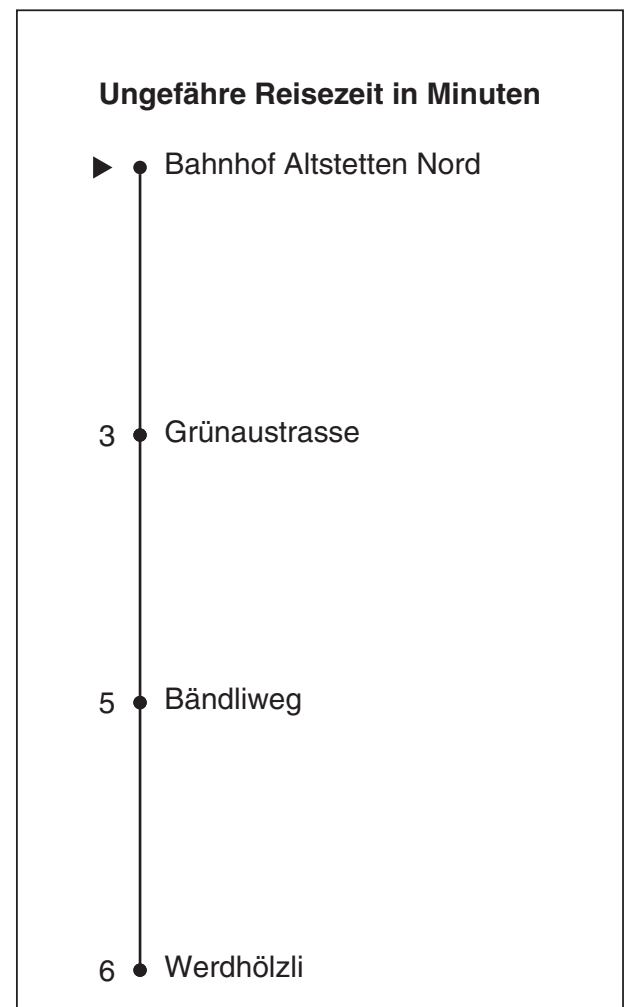 Ungefähre Reisezeit in Minuten
Bahnhof Altstetten Nord
3 Grünaustrasse
5 Bändliweg
6 Werdhölzli